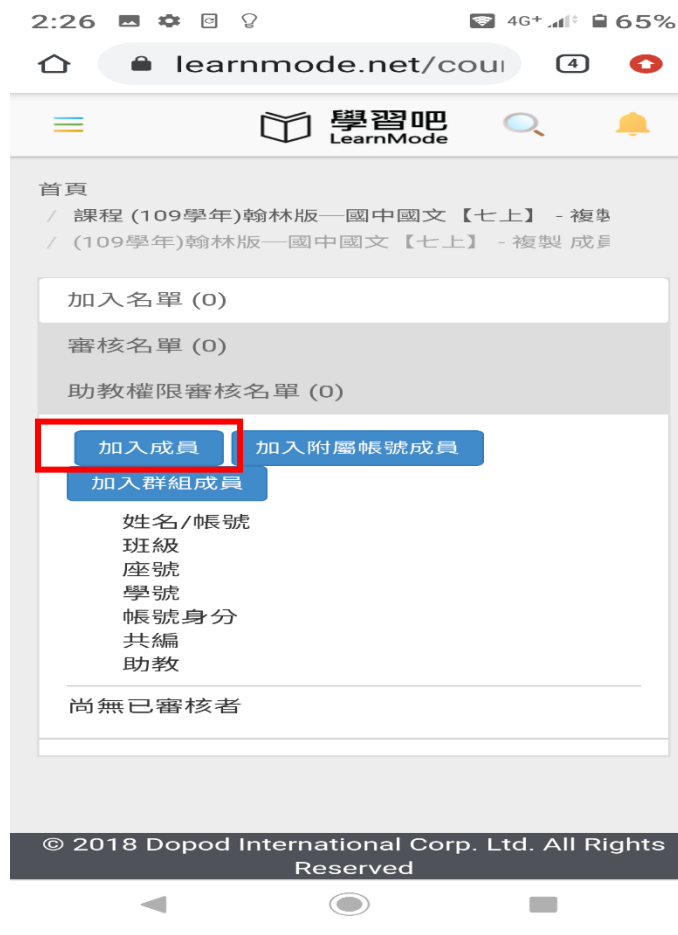 2:26 4G+ 65%
learnmode.net/cour 4
學習吧
LearnMode
首頁
/ 課程 (109學年)翰林版—國中國文【七上】 - 複製
/ (109學年)翰林版—國中國文【七上】 - 複製 成員
加入名單 (0)
審核名單 (0)
助教權限審核名單 (0)
加入成員 加入附屬帳號成員
加入群組成員
姓名/帳號
班級
座號
學號
帳號身分
共編
助教
尚無已審核者
© 2018 Dopod International Corp. Ltd. All Rights
Reserved